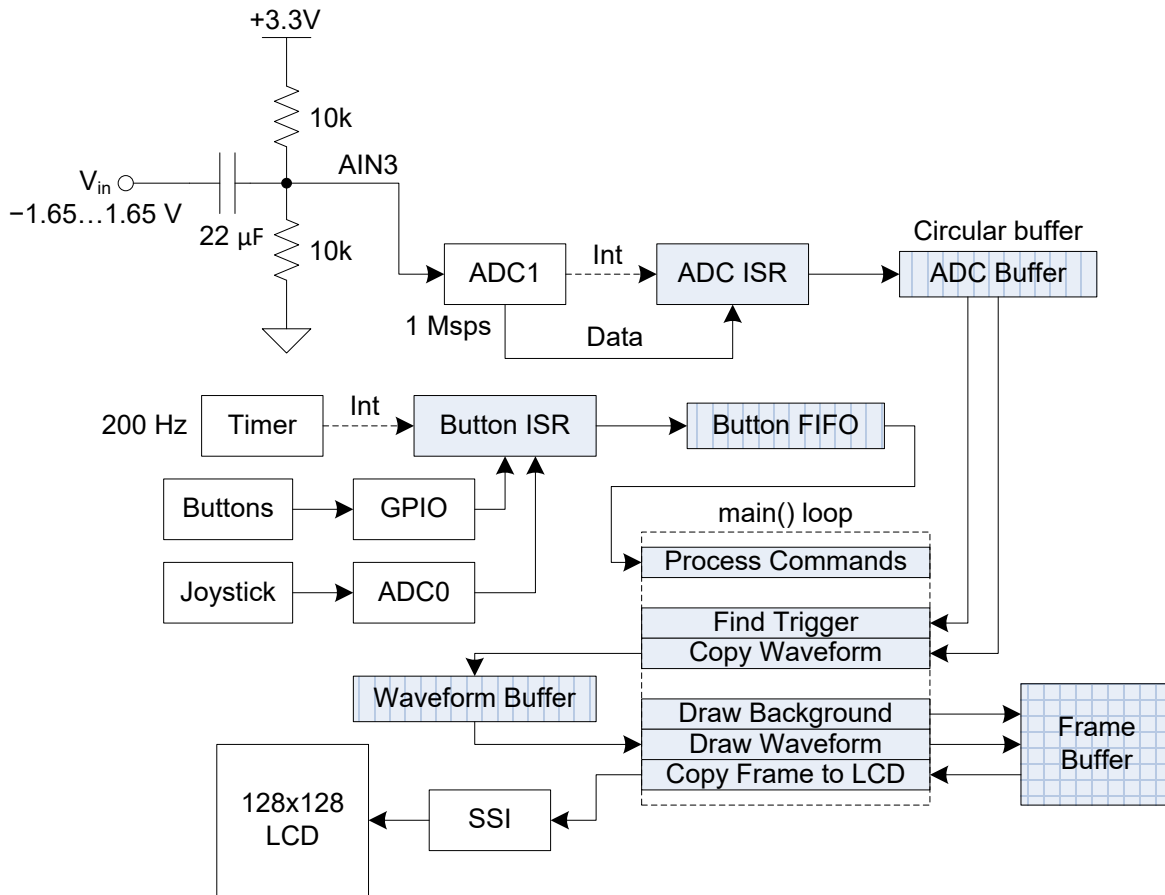 +3.3V
10k
AIN3
Vin
−1.65…1.65 V
22 µF
10k
Circular buffer
ADC1
Int
ADC ISR
ADC Buffer
1 Msps
Data
200 Hz
Timer
Int
Button ISR
Button FIFO
Buttons
GPIO
main() loop
Process Commands
Joystick
ADC0
Find Trigger
Copy Waveform
Waveform Buffer
Draw Background
Draw Waveform
Copy Frame to LCD
Frame
Buffer
128x128
LCD
SSI